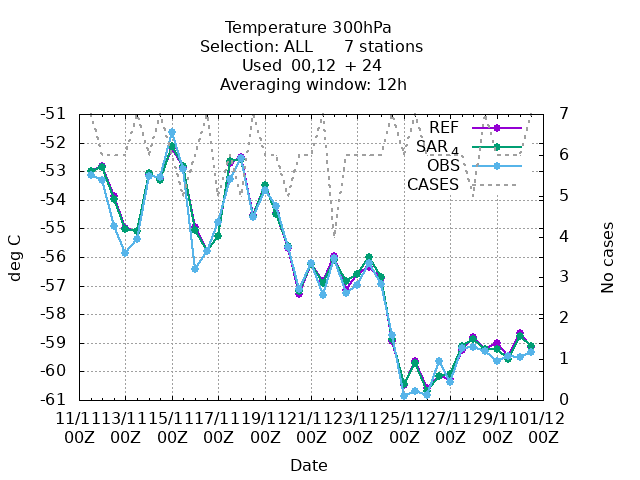 Temperature 300hPa
Selection: ALL 7 stations
Used 00,12 + 24
Averaging window: 12h
-51 7
REF
-52
SAR_4
-53 6
OBS
CASES
-54 5
-55 4
-56
deg C No cases
-57 3
-58 2
-59
-60 1
-61 0
11/11 13/11 15/11 17/11 19/11 21/11 23/11 25/11 27/11 29/11 01/12
00Z 00Z 00Z 00Z 00Z 00Z 00Z 00Z 00Z 00Z 00Z
Date